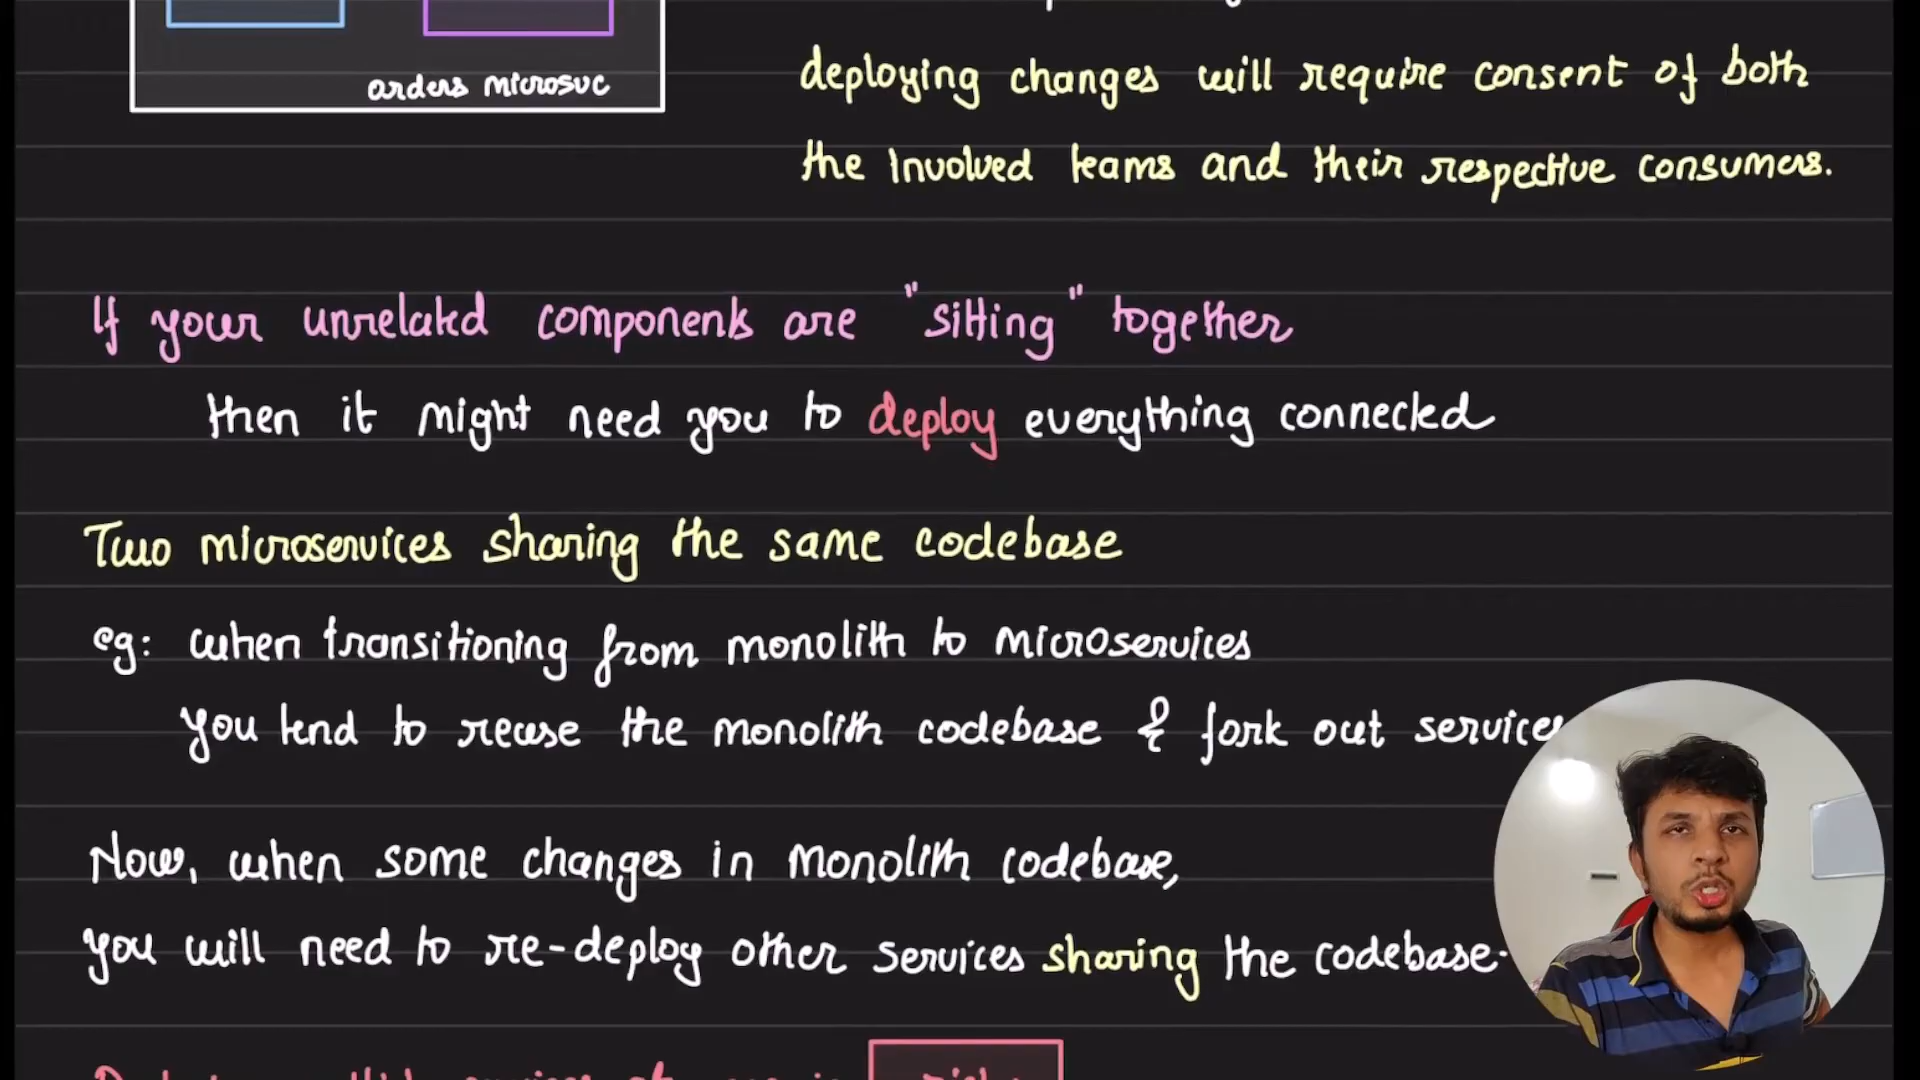 orders microsvc
deploying changes will require consent of both
the involved teams and their respective consumers.
If your unrelated components are "sitting" together
then it might need you to deploy everything connected
Two microservices sharing the same codebase
eg: when transitioning from monolith to microservices
you tend to reuse the monolith codebase & fork out services
Now, when some changes in monolith codebase,
you will need to re-deploy other services sharing the codebase.